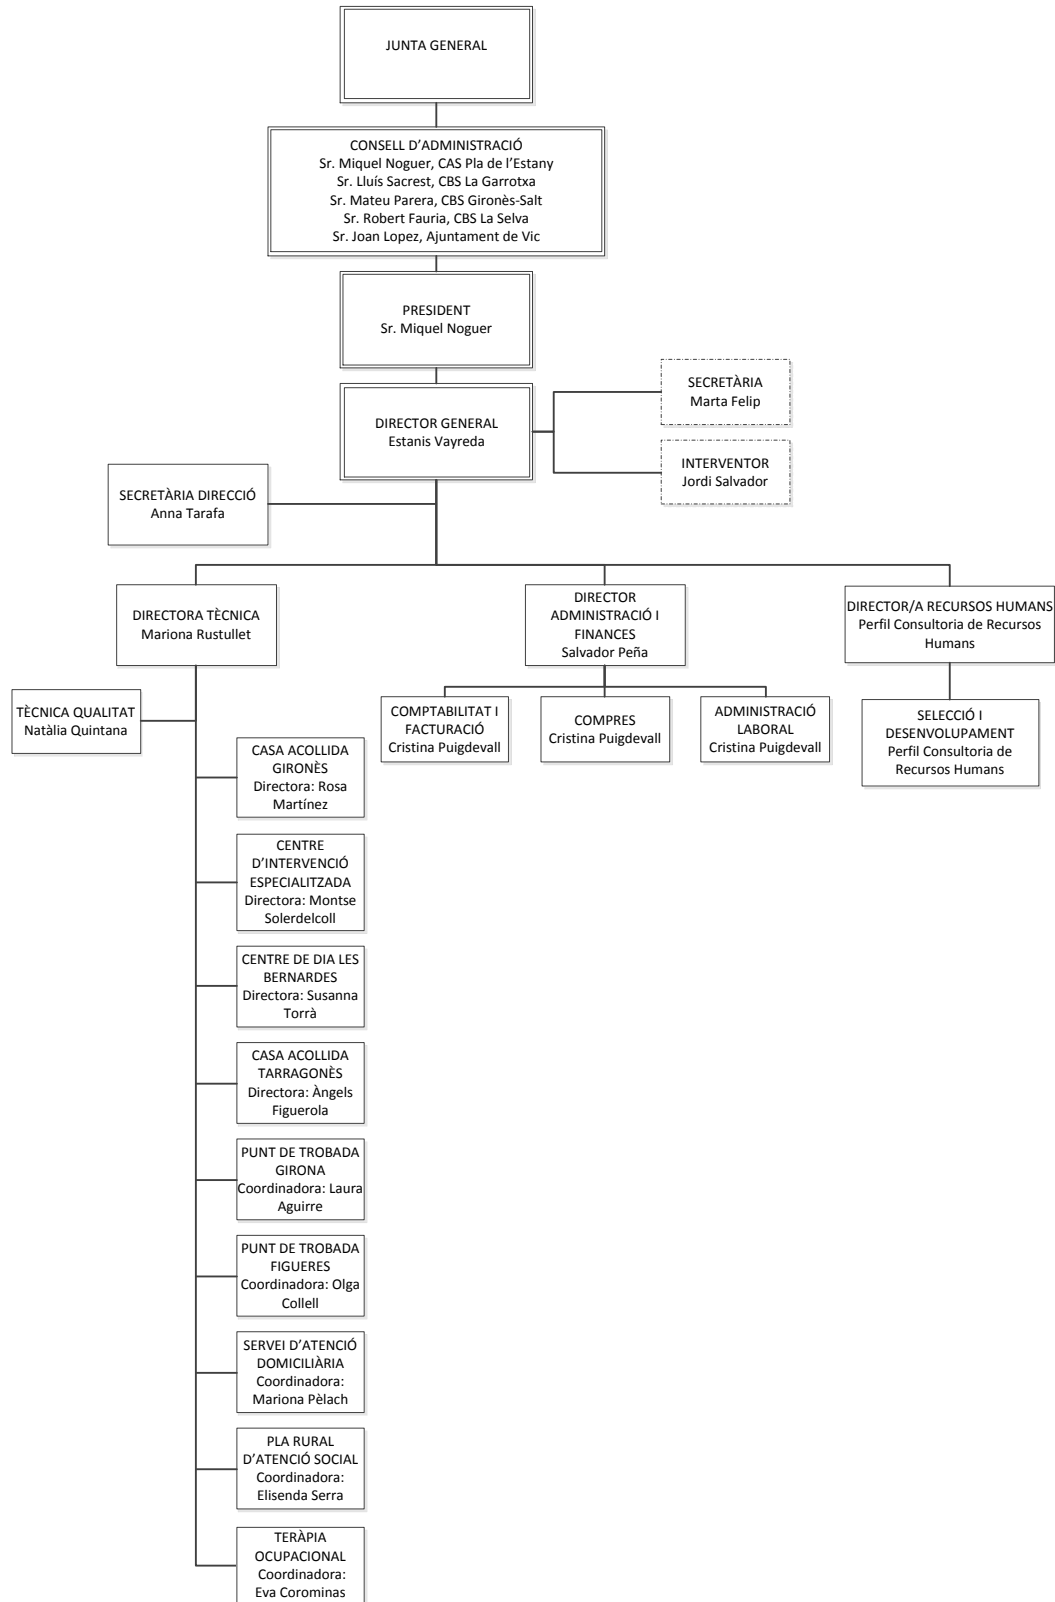 JUNTA GENERAL
CONSELL D’ADMINISTRACIÓ
Sr. Miquel Noguer, CAS Pla de l’Estany
Sr. Lluís Sacrest, CBS La Garrotxa
Sr. Mateu Parera, CBS Gironès-Salt
Sr. Robert Fauria, CBS La Selva
Sr. Joan Lopez, Ajuntament de Vic
PRESIDENT
Sr. Miquel Noguer
DIRECTOR GENERAL
Estanis Vayreda
SECRETÀRIA
Marta Felip
INTERVENTOR
Jordi Salvador
SECRETÀRIA DIRECCIÓ
Anna Tarafa
DIRECTORA TÈCNICA
Mariona Rustullet
DIRECTOR
ADMINISTRACIÓ I
FINANCES
Salvador Peña
DIRECTOR/A RECURSOS HUMANS
Perfil Consultoria de Recursos
Humans
TÈCNICA QUALITAT
Natàlia Quintana
COMPTABILITAT I
FACTURACIÓ
Cristina Puigdevall
COMPRES
Cristina Puigdevall
ADMINISTRACIÓ
LABORAL
Cristina Puigdevall
SELECCIÓ I
DESENVOLUPAMENT
Perfil Consultoria de
Recursos Humans
CASA ACOLLIDA
GIRONÈS
Directora: Rosa
Martínez
CENTRE
D’INTERVENCIÓ
ESPECIALITZADA
Directora: Montse
Solerdelcoll
CENTRE DE DIA LES
BERNARDES
Directora: Susanna
Torrà
CASA ACOLLIDA
TARRAGONÈS
Directora: Àngels
Figuerola
PUNT DE TROBADA
GIRONA
Coordinadora: Laura
Aguirre
PUNT DE TROBADA
FIGUERES
Coordinadora: Olga
Collell
SERVEI D’ATENCIÓ
DOMICILIÀRIA
Coordinadora:
Mariona Pèlach
PLA RURAL
D’ATENCIÓ SOCIAL
Coordinadora:
Elisenda Serra
TERÀPIA
OCUPACIONAL
Coordinadora:
Eva Corominas